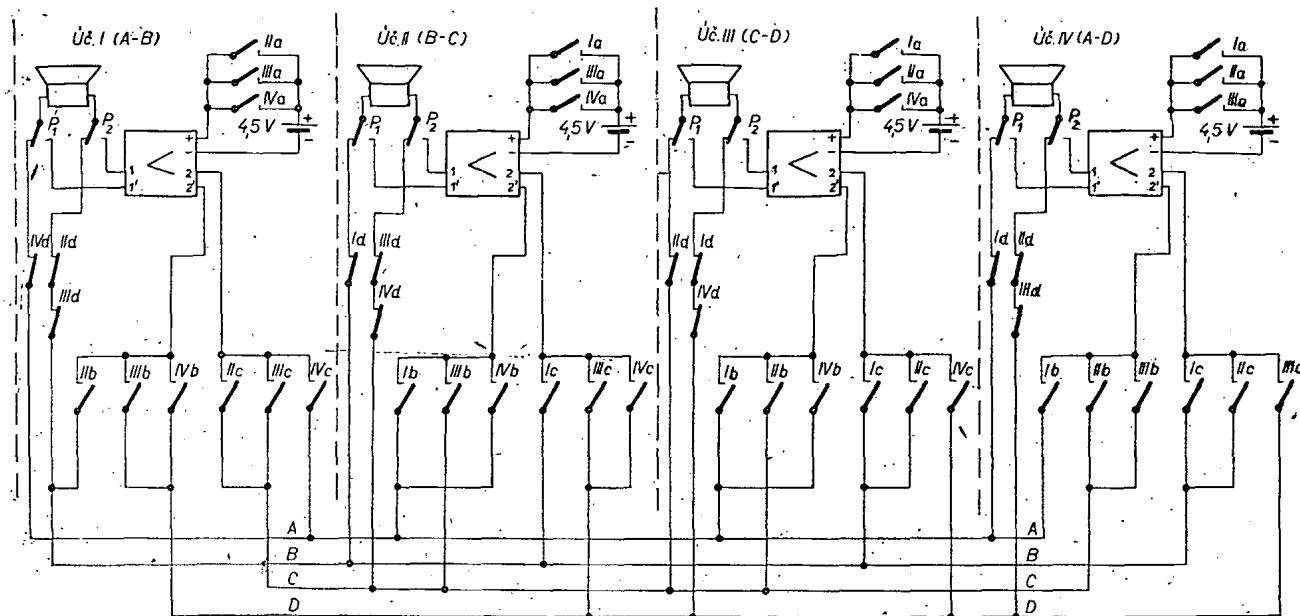 Úč. I (A-B)
IIa
IIIa
IVa
4,5 V
+
-
P1
P2
+
-
1
2
1'
2'
IVd
IId
IIId
IIb
IIIb
IVb
IIc
IIIc
IVc
Úč. II (B-C)
Ia
IIIa
IVa
4,5 V
+
-
P1
P2
+
-
1
2
1'
2'
Id
IIId
IVd
Ib
IIIb
IVb
Ic
IIIc
IVc
Úč. III (C-D)
Ia
IIa
IVa
4,5 V
+
-
P1
P2
+
-
1
2
1'
2'
IId
Id
IVd
Ib
IIb
IVb
Ic
IIc
IVc
Úč. IV (A-D)
Ia
IIa
IIIa
4,5 V
+
-
P1
P2
+
-
1
2
1'
2'
Id
IId
IIId
Ib
IIb
IIIb
Ic
IIc
IIIc
A A
B B
C C
D D